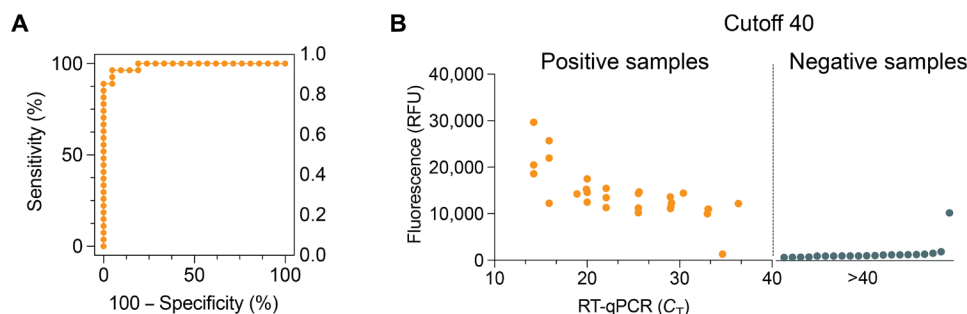 A
Sensitivity (%)
100
50
0
1.0
0.8
0.6
0.4
0.2
0.0
0 50 100
100 – Specificity (%)
B
Cutoff 40
Positive samples Negative samples
Fluorescence (RFU)
40,000
30,000
20,000
10,000
0
10 20 30 40 >40
RT-qPCR (CT)